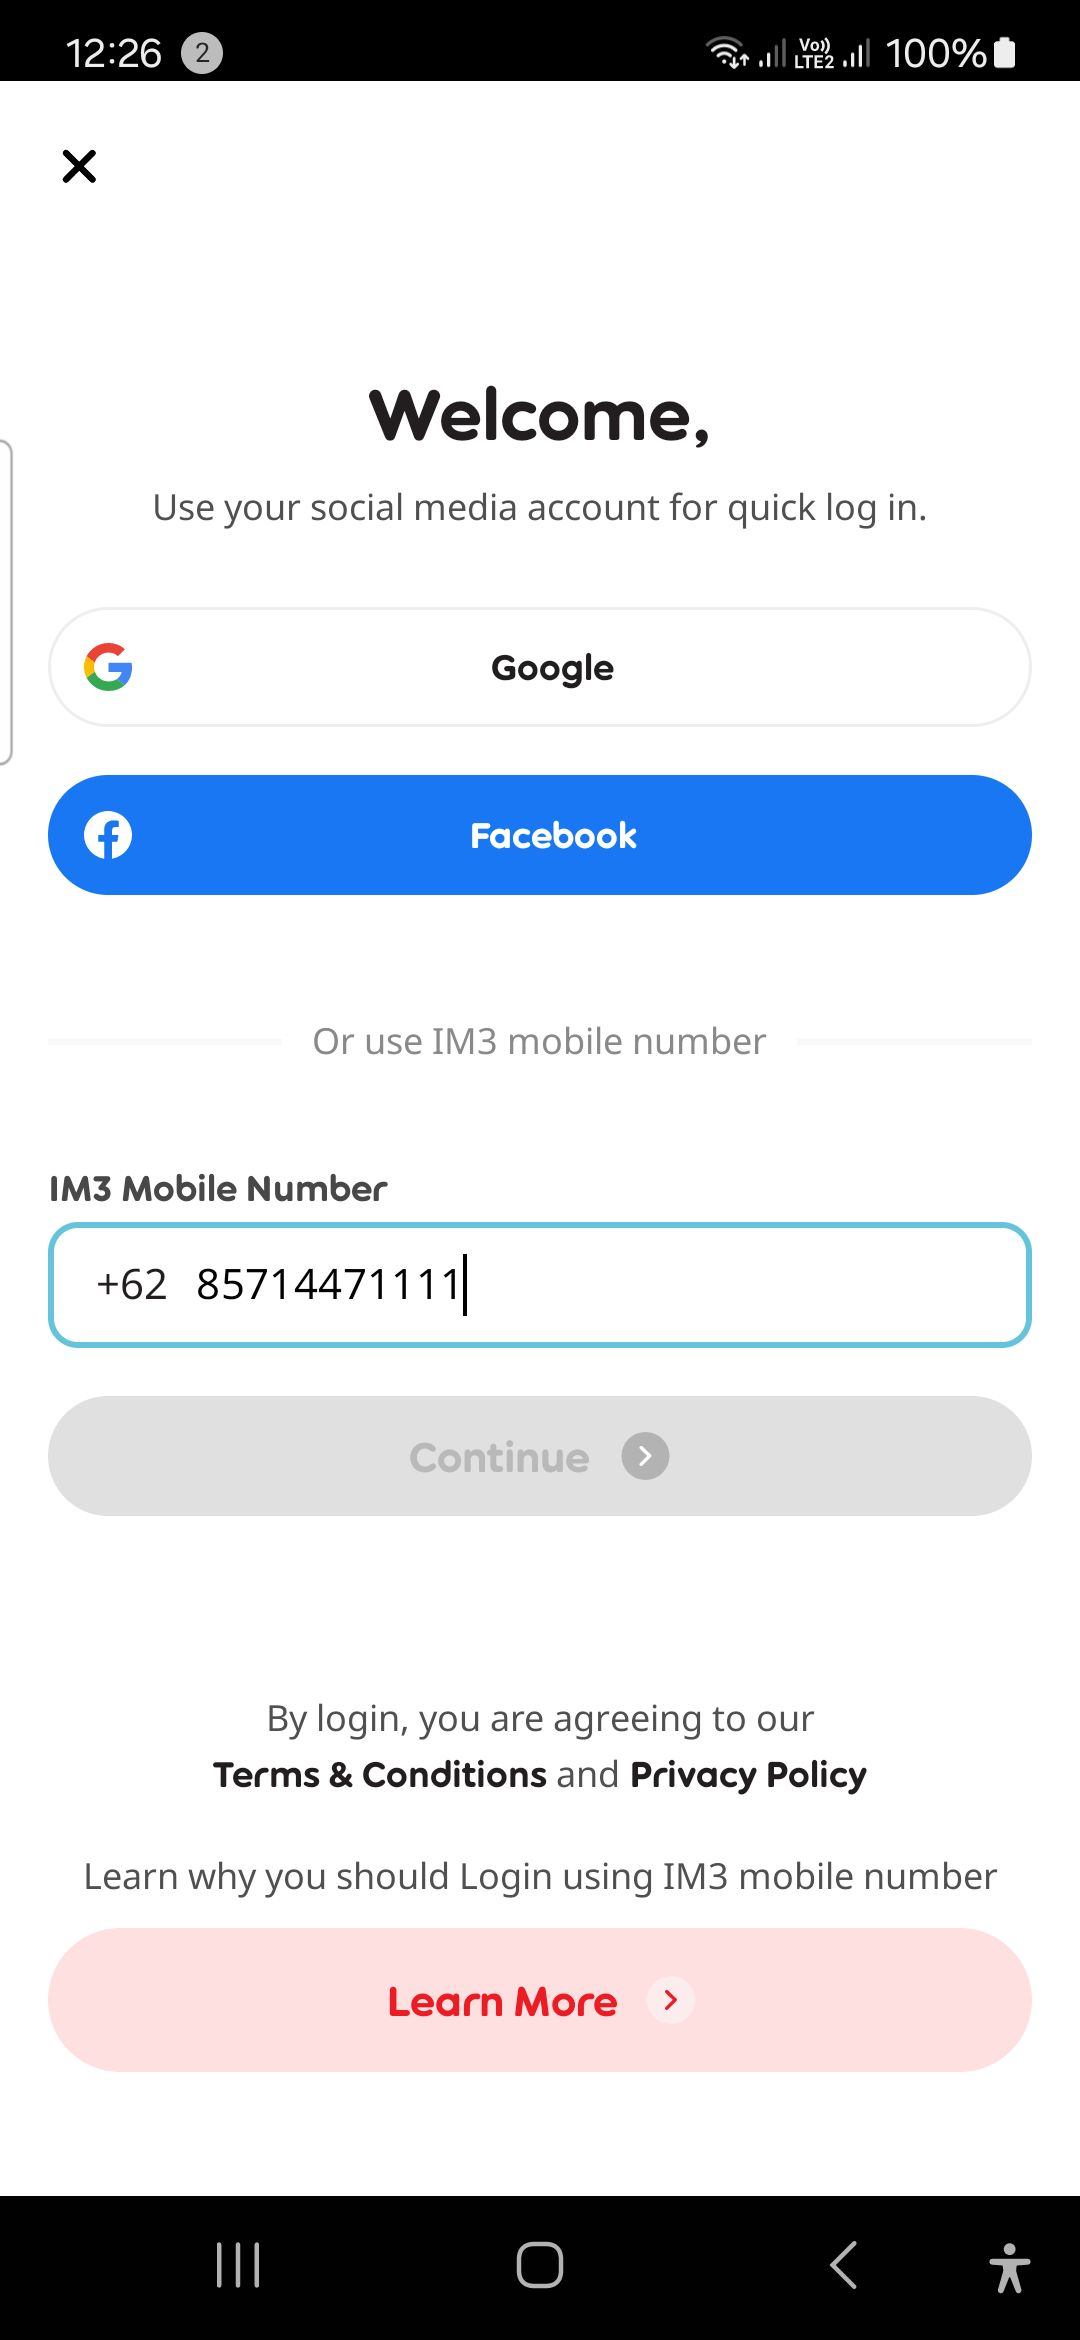 12:26 2 Vo)) LTE2 100%
Welcome,
Use your social media account for quick log in.
Google
Facebook
Or use IM3 mobile number
IM3 Mobile Number
+62 85714471111
Continue
By login, you are agreeing to our
Terms & Conditions and Privacy Policy
Learn why you should Login using IM3 mobile number
Learn More